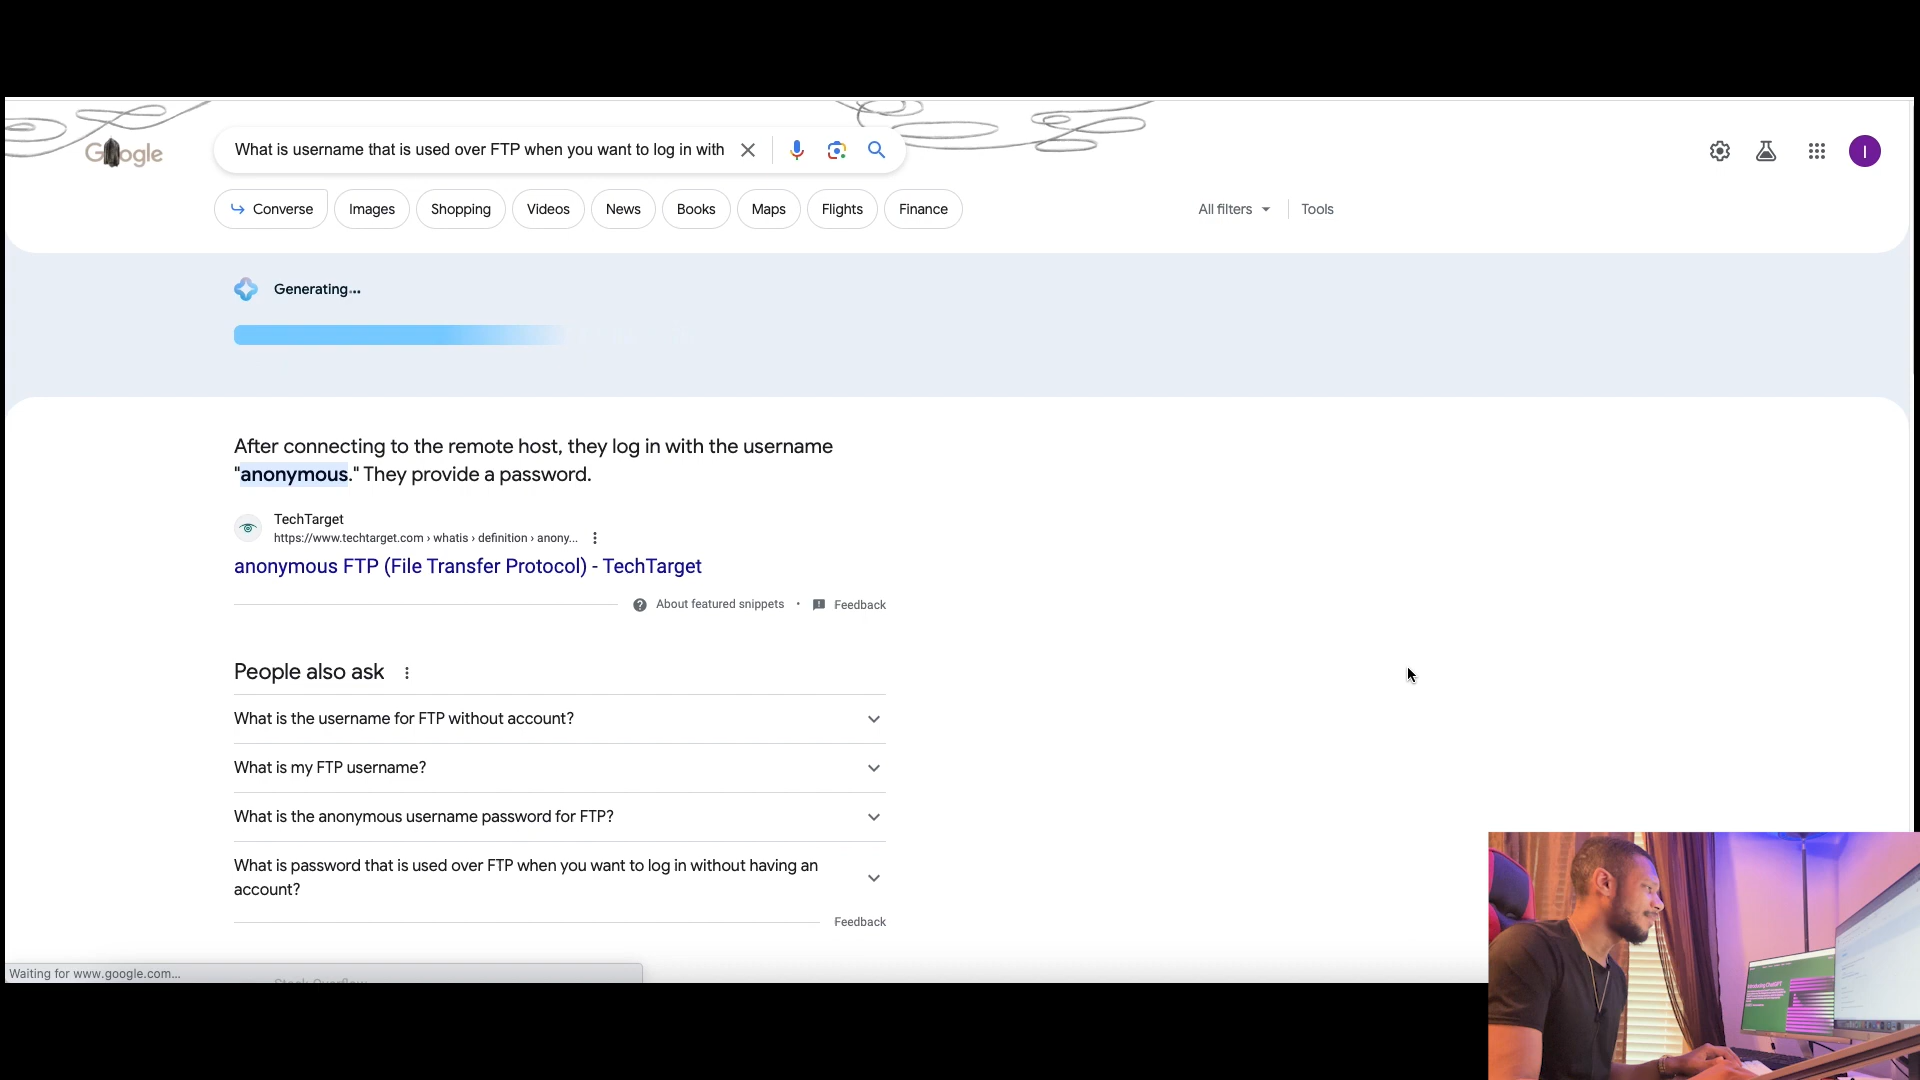 Google
What is username that is used over FTP when you want to log in with
Converse
Images
Shopping
Videos
News
Books
Maps
Flights
Finance
All filters
Tools
I
Generating...
After connecting to the remote host, they log in with the username
"anonymous." They provide a password.
TechTarget
https://www.techtarget.com › whatis › definition › anony...
anonymous FTP (File Transfer Protocol) - TechTarget
About featured snippets • Feedback
People also ask
What is the username for FTP without account?
What is my FTP username?
What is the anonymous username password for FTP?
What is password that is used over FTP when you want to log in without having an
account?
Feedback
Waiting for www.google.com...
Introducing ChatGPT